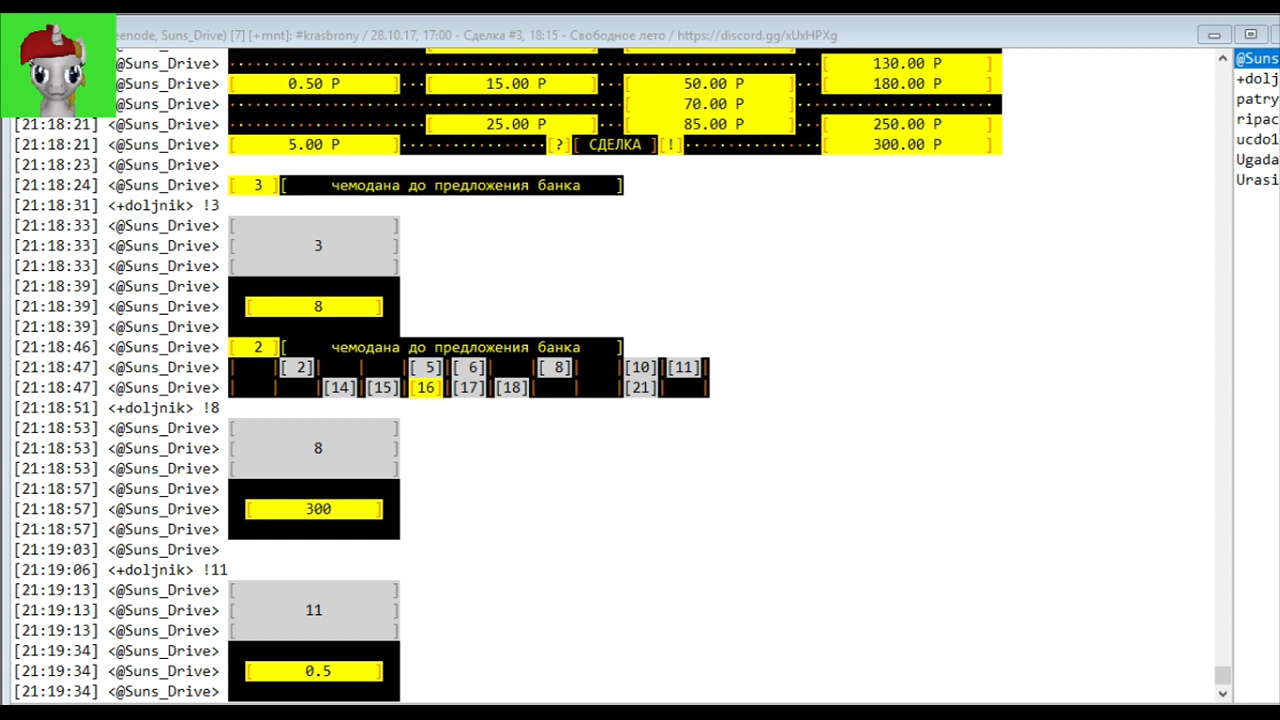 eenode, Suns_Drive) [7] [+mnt]: #krasbrony / 28.10.17, 17:00 - Сделка #3, 18:15 - Свободное лето / https://discord.gg/xUxHPXg
@Suns_Drive> [ 130.00 Р ]
@Suns_Drive> [ 0.50 Р ] [ 15.00 Р ] [ 50.00 Р ] [ 180.00 Р ]
@Suns_Drive> [ 70.00 Р ]
[21:18:21] <@Suns_Drive> [ 25.00 Р ] [ 85.00 Р ] [ 250.00 Р ]
[21:18:21] <@Suns_Drive> [ 5.00 Р ] [?][ СДЕЛКА ][!] [ 300.00 Р ]
[21:18:23] <@Suns_Drive>
[21:18:24] <@Suns_Drive> [ 3 ][ чемодана до предложения банка ]
[21:18:31] <+doljnik> !3
[21:18:33] <@Suns_Drive> [ ]
[21:18:33] <@Suns_Drive> [ 3 ]
[21:18:33] <@Suns_Drive> [ ]
[21:18:39] <@Suns_Drive>
[21:18:39] <@Suns_Drive> [ 8 ]
[21:18:39] <@Suns_Drive>
[21:18:46] <@Suns_Drive> [ 2 ][ чемодана до предложения банка ]
[21:18:47] <@Suns_Drive> | |[ 2]| | |[ 5]|[ 6]| |[ 8]| |[10]|[11]|
[21:18:47] <@Suns_Drive> | | |[14]|[15]|[16]|[17]|[18]| | |[21]| |
[21:18:51] <+doljnik> !8
[21:18:53] <@Suns_Drive> [ ]
[21:18:53] <@Suns_Drive> [ 8 ]
[21:18:53] <@Suns_Drive> [ ]
[21:18:57] <@Suns_Drive>
[21:18:57] <@Suns_Drive> [ 300 ]
[21:18:57] <@Suns_Drive>
[21:19:03] <@Suns_Drive>
[21:19:06] <+doljnik> !11
[21:19:13] <@Suns_Drive> [ ]
[21:19:13] <@Suns_Drive> [ 11 ]
[21:19:13] <@Suns_Drive> [ ]
[21:19:34] <@Suns_Drive>
[21:19:34] <@Suns_Drive> [ 0.5 ]
[21:19:34] <@Suns_Drive>
@Suns
+dolj
patry
ripac
ucdo1
Ugada
Urasi